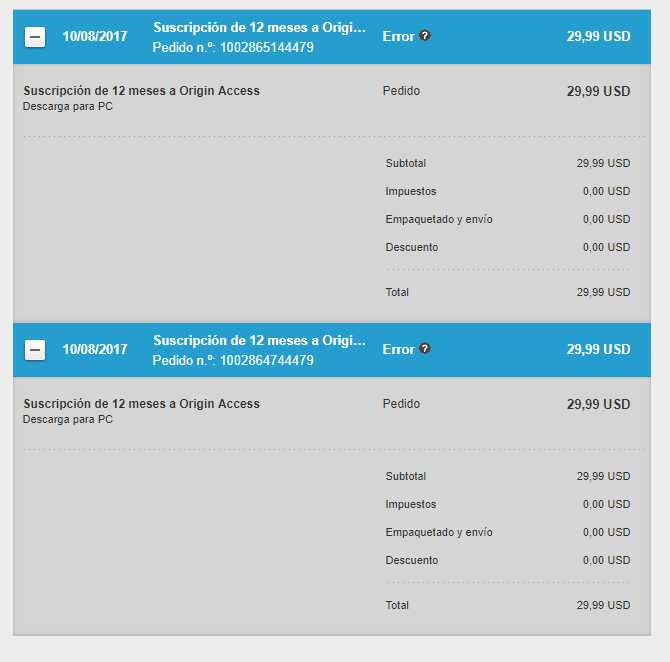 10/08/2017 Suscripción de 12 meses a Origi... Error ? 29,99 USD
Pedido n.º: 1002865144479
Suscripción de 12 meses a Origin Access Pedido 29,99 USD
Descarga para PC
Subtotal 29,99 USD
Impuestos 0,00 USD
Empaquetado y envío 0,00 USD
Descuento 0,00 USD
Total 29,99 USD
10/08/2017 Suscripción de 12 meses a Origi... Error ? 29,99 USD
Pedido n.º: 1002864744479
Suscripción de 12 meses a Origin Access Pedido 29,99 USD
Descarga para PC
Subtotal 29,99 USD
Impuestos 0,00 USD
Empaquetado y envío 0,00 USD
Descuento 0,00 USD
Total 29,99 USD